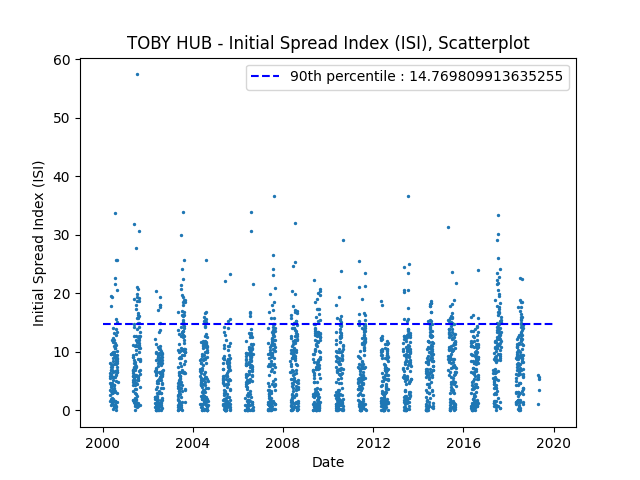 TOBY HUB - Initial Spread Index (ISI), Scatterplot
90th percentile : 14.769809913635255
60
50
40
30
20
10
0
Initial Spread Index (ISI)
2000 2004 2008 2012 2016 2020
Date